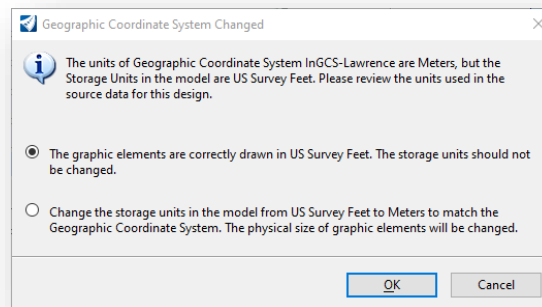 Geographic Coordinate System Changed
The units of Geographic Coordinate System InGCS-Lawrence are Meters, but the
Storage Units in the model are US Survey Feet. Please review the units used in the
source data for this design.
The graphic elements are correctly drawn in US Survey Feet. The storage units should not
be changed.
Change the storage units in the model from US Survey Feet to Meters to match the
Geographic Coordinate System. The physical size of graphic elements will be changed.
OK Cancel